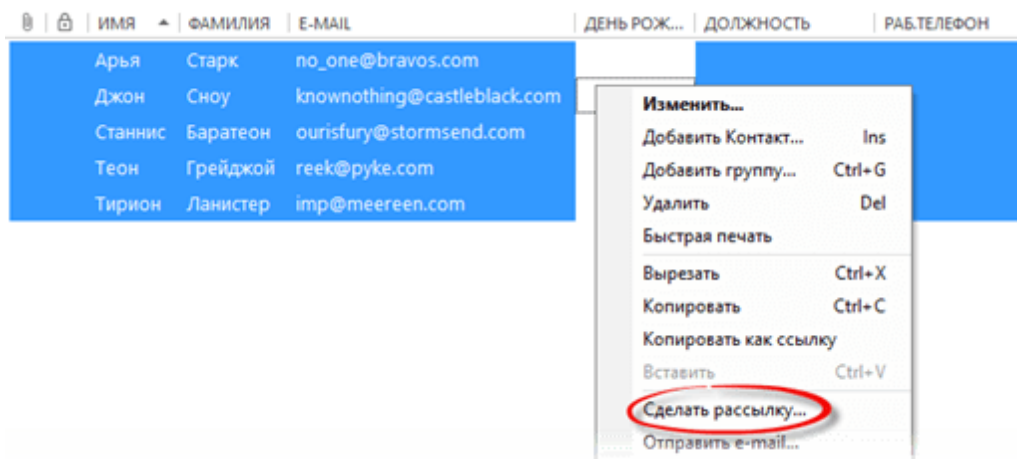 ИМЯ ФАМИЛИЯ E-MAIL ДЕНЬ РОЖ... ДОЛЖНОСТЬ РАБ.ТЕЛЕФОН
Арья Старк no_one@bravos.com
Джон Сноу knownothing@castleblack.com
Станнис Баратеон ourisfury@stormsend.com
Теон Грейджой reek@pyke.com
Тирион Ланистер imp@meereen.com
Изменить...
Добавить Контакт... Ins
Добавить группу... Ctrl+G
Удалить Del
Быстрая печать
Вырезать Ctrl+X
Копировать Ctrl+C
Копировать как ссылку
Вставить Ctrl+V
Сделать рассылку...
Отправить e-mail...